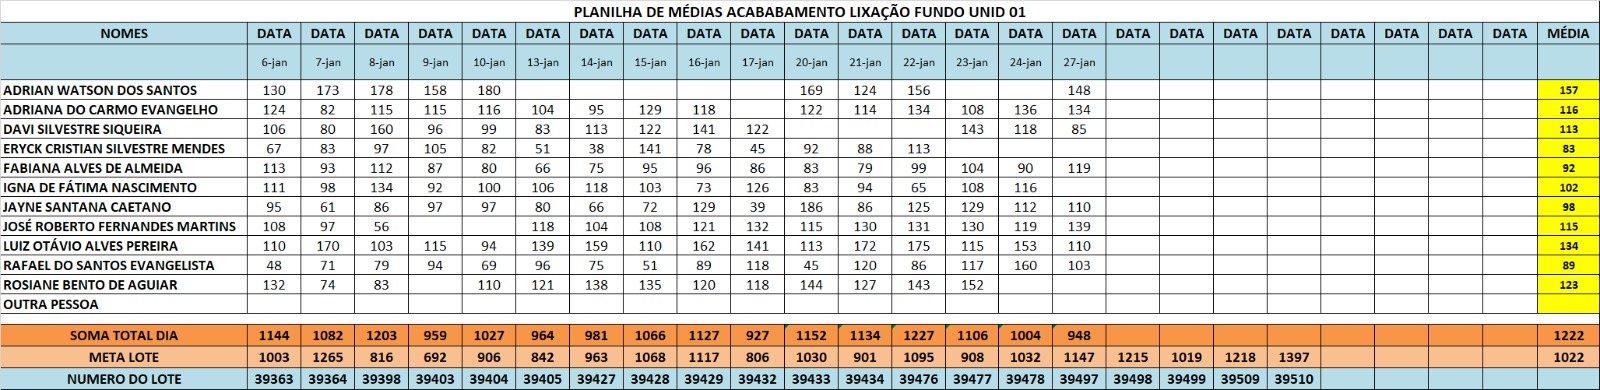 PLANILHA DE MÉDIAS ACABABAMENTO LIXAÇÃO FUNDO UNID 01
NOMES DATA DATA DATA DATA DATA DATA DATA DATA DATA DATA DATA DATA DATA DATA DATA DATA DATA DATA DATA DATA DATA DATA DATA DATA MÉDIA
6-jan 7-jan 8-jan 9-jan 10-jan 13-jan 14-jan 15-jan 16-jan 17-jan 20-jan 21-jan 22-jan 23-jan 24-jan 27-jan
ADRIAN WATSON DOS SANTOS 130 173 178 158 180 169 124 156 148 157
ADRIANA DO CARMO EVANGELHO 124 82 115 115 116 104 95 129 118 122 114 134 108 136 134 116
DAVI SILVESTRE SIQUEIRA 106 80 160 96 99 83 113 122 141 122 143 118 85 113
ERYCK CRISTIAN SILVESTRE MENDES 67 83 97 105 82 51 38 141 78 45 92 88 113 83
FABIANA ALVES DE ALMEIDA 113 93 112 87 80 66 75 95 96 86 83 79 99 104 90 119 92
IGNA DE FÁTIMA NASCIMENTO 111 98 134 92 100 106 118 103 73 126 83 94 65 108 116 102
JAYNE SANTANA CAETANO 95 61 86 97 97 80 66 72 129 39 186 86 125 129 112 110 98
JOSÉ ROBERTO FERNANDES MARTINS 108 97 56 118 104 108 121 132 115 130 131 130 119 139 115
LUIZ OTÁVIO ALVES PEREIRA 110 170 103 115 94 139 159 110 162 141 113 172 175 115 153 110 134
RAFAEL DO SANTOS EVANGELISTA 48 71 79 94 69 96 75 51 89 118 45 120 86 117 160 103 89
ROSIANE BENTO DE AGUIAR 132 74 83 110 121 138 135 120 118 144 127 143 152 123
OUTRA PESSOA
SOMA TOTAL DIA 1144 1082 1203 959 1027 964 981 1066 1127 927 1152 1134 1227 1106 1004 948 1222
META LOTE 1003 1265 816 692 906 842 963 1068 1117 806 1030 901 1095 908 1032 1147 1215 1019 1218 1397 1022
NUMERO DO LOTE 39363 39364 39398 39403 39404 39405 39427 39428 39429 39432 39433 39434 39476 39477 39478 39497 39498 39499 39509 39510